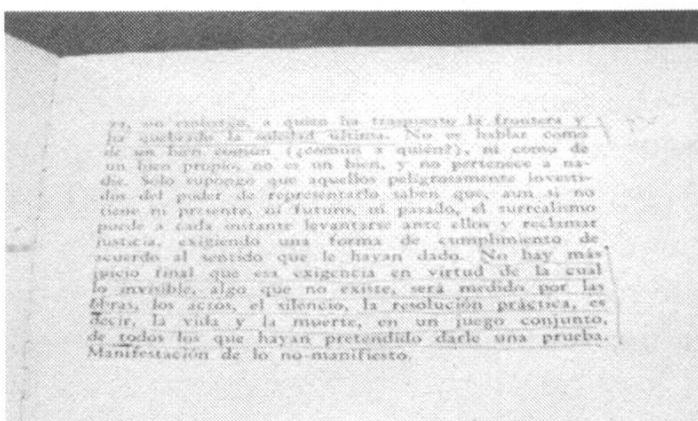 ya, sin embargo, a quien ha traspuesto la frontera y
ha quebrado la soledad última. No es hablar como
de un bien común (¿común a quién?), ni como de
un bien propio, no es un bien, y no pertenece a na-
die. Sólo supongo que aquellos peligrosamente investi-
dos del poder de representarlo saben que, aun si no
tiene ni presente, ni futuro, ni pasado, el surrealismo
puede a cada instante levantarse ante ellos y reclamar
justicia, exigiendo una forma de cumplimiento de
acuerdo al sentido que le hayan dado. No hay más
juicio final que esa exigencia en virtud de la cual
lo invisible, algo que no existe, será medido por las
obras, los actos, el silencio, la resolución práctica, es
decir, la vida y la muerte, en un juego conjunto,
de todos los que hayan pretendido darle una prueba.
Manifestación de lo no-manifiesto.